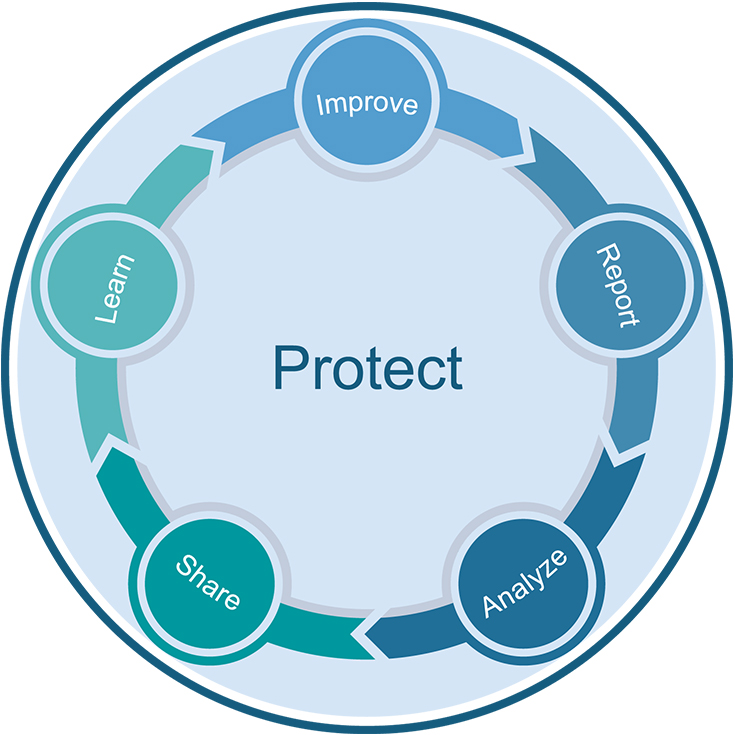 Improve
Report
Analyze
Share
Learn
Protect